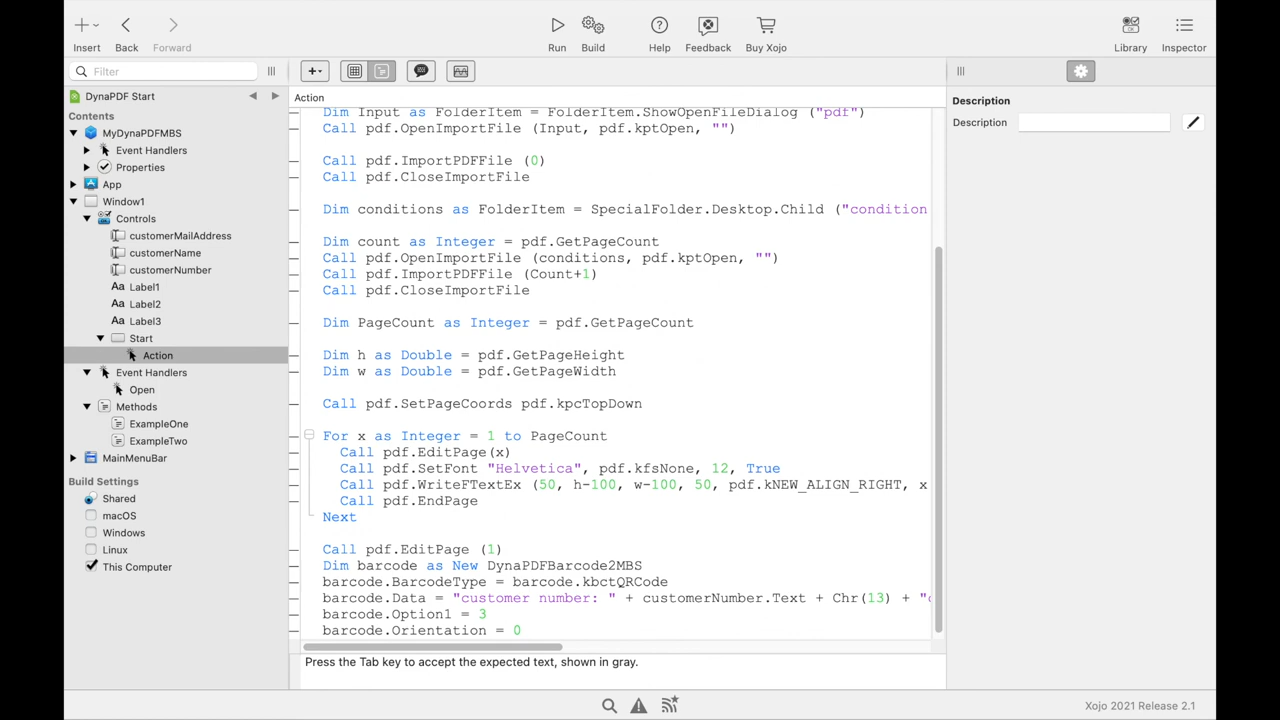 Insert
Back
Forward
Run
Build
Help
Feedback
Buy Xojo
Library
Inspector
Filter
DynaPDF Start
Contents
MyDynaPDFMBS
Event Handlers
Properties
App
Window1
Controls
customerMailAddress
customerName
customerNumber
Aa Label1
Aa Label2
Aa Label3
Start
Action
Event Handlers
Open
Methods
ExampleOne
ExampleTwo
MainMenuBar
Build Settings
Shared
macOS
Windows
Linux
This Computer
Action
Dim Input as FolderItem = FolderItem.ShowOpenFileDialog ("pdf")
Call pdf.OpenImportFile (Input, pdf.kptOpen, "")
Call pdf.ImportPDFFile (0)
Call pdf.CloseImportFile
Dim conditions as FolderItem = SpecialFolder.Desktop.Child ("condition
Dim count as Integer = pdf.GetPageCount
Call pdf.OpenImportFile (conditions, pdf.kptOpen, "")
Call pdf.ImportPDFFile (Count+1)
Call pdf.CloseImportFile
Dim PageCount as Integer = pdf.GetPageCount
Dim h as Double = pdf.GetPageHeight
Dim w as Double = pdf.GetPageWidth
Call pdf.SetPageCoords pdf.kpcTopDown
For x as Integer = 1 to PageCount
Call pdf.EditPage(x)
Call pdf.SetFont "Helvetica", pdf.kfsNone, 12, True
Call pdf.WriteFTextEx (50, h-100, w-100, 50, pdf.kNEW_ALIGN_RIGHT, x
Call pdf.EndPage
Next
Call pdf.EditPage (1)
Dim barcode as New DynaPDFBarcode2MBS
barcode.BarcodeType = barcode.kbctQRCode
barcode.Data = "customer number: " + customerNumber.Text + Chr(13) + "
barcode.Option1 = 3
barcode.Orientation = 0
Press the Tab key to accept the expected text, shown in gray.
Description
Description
Xojo 2021 Release 2.1